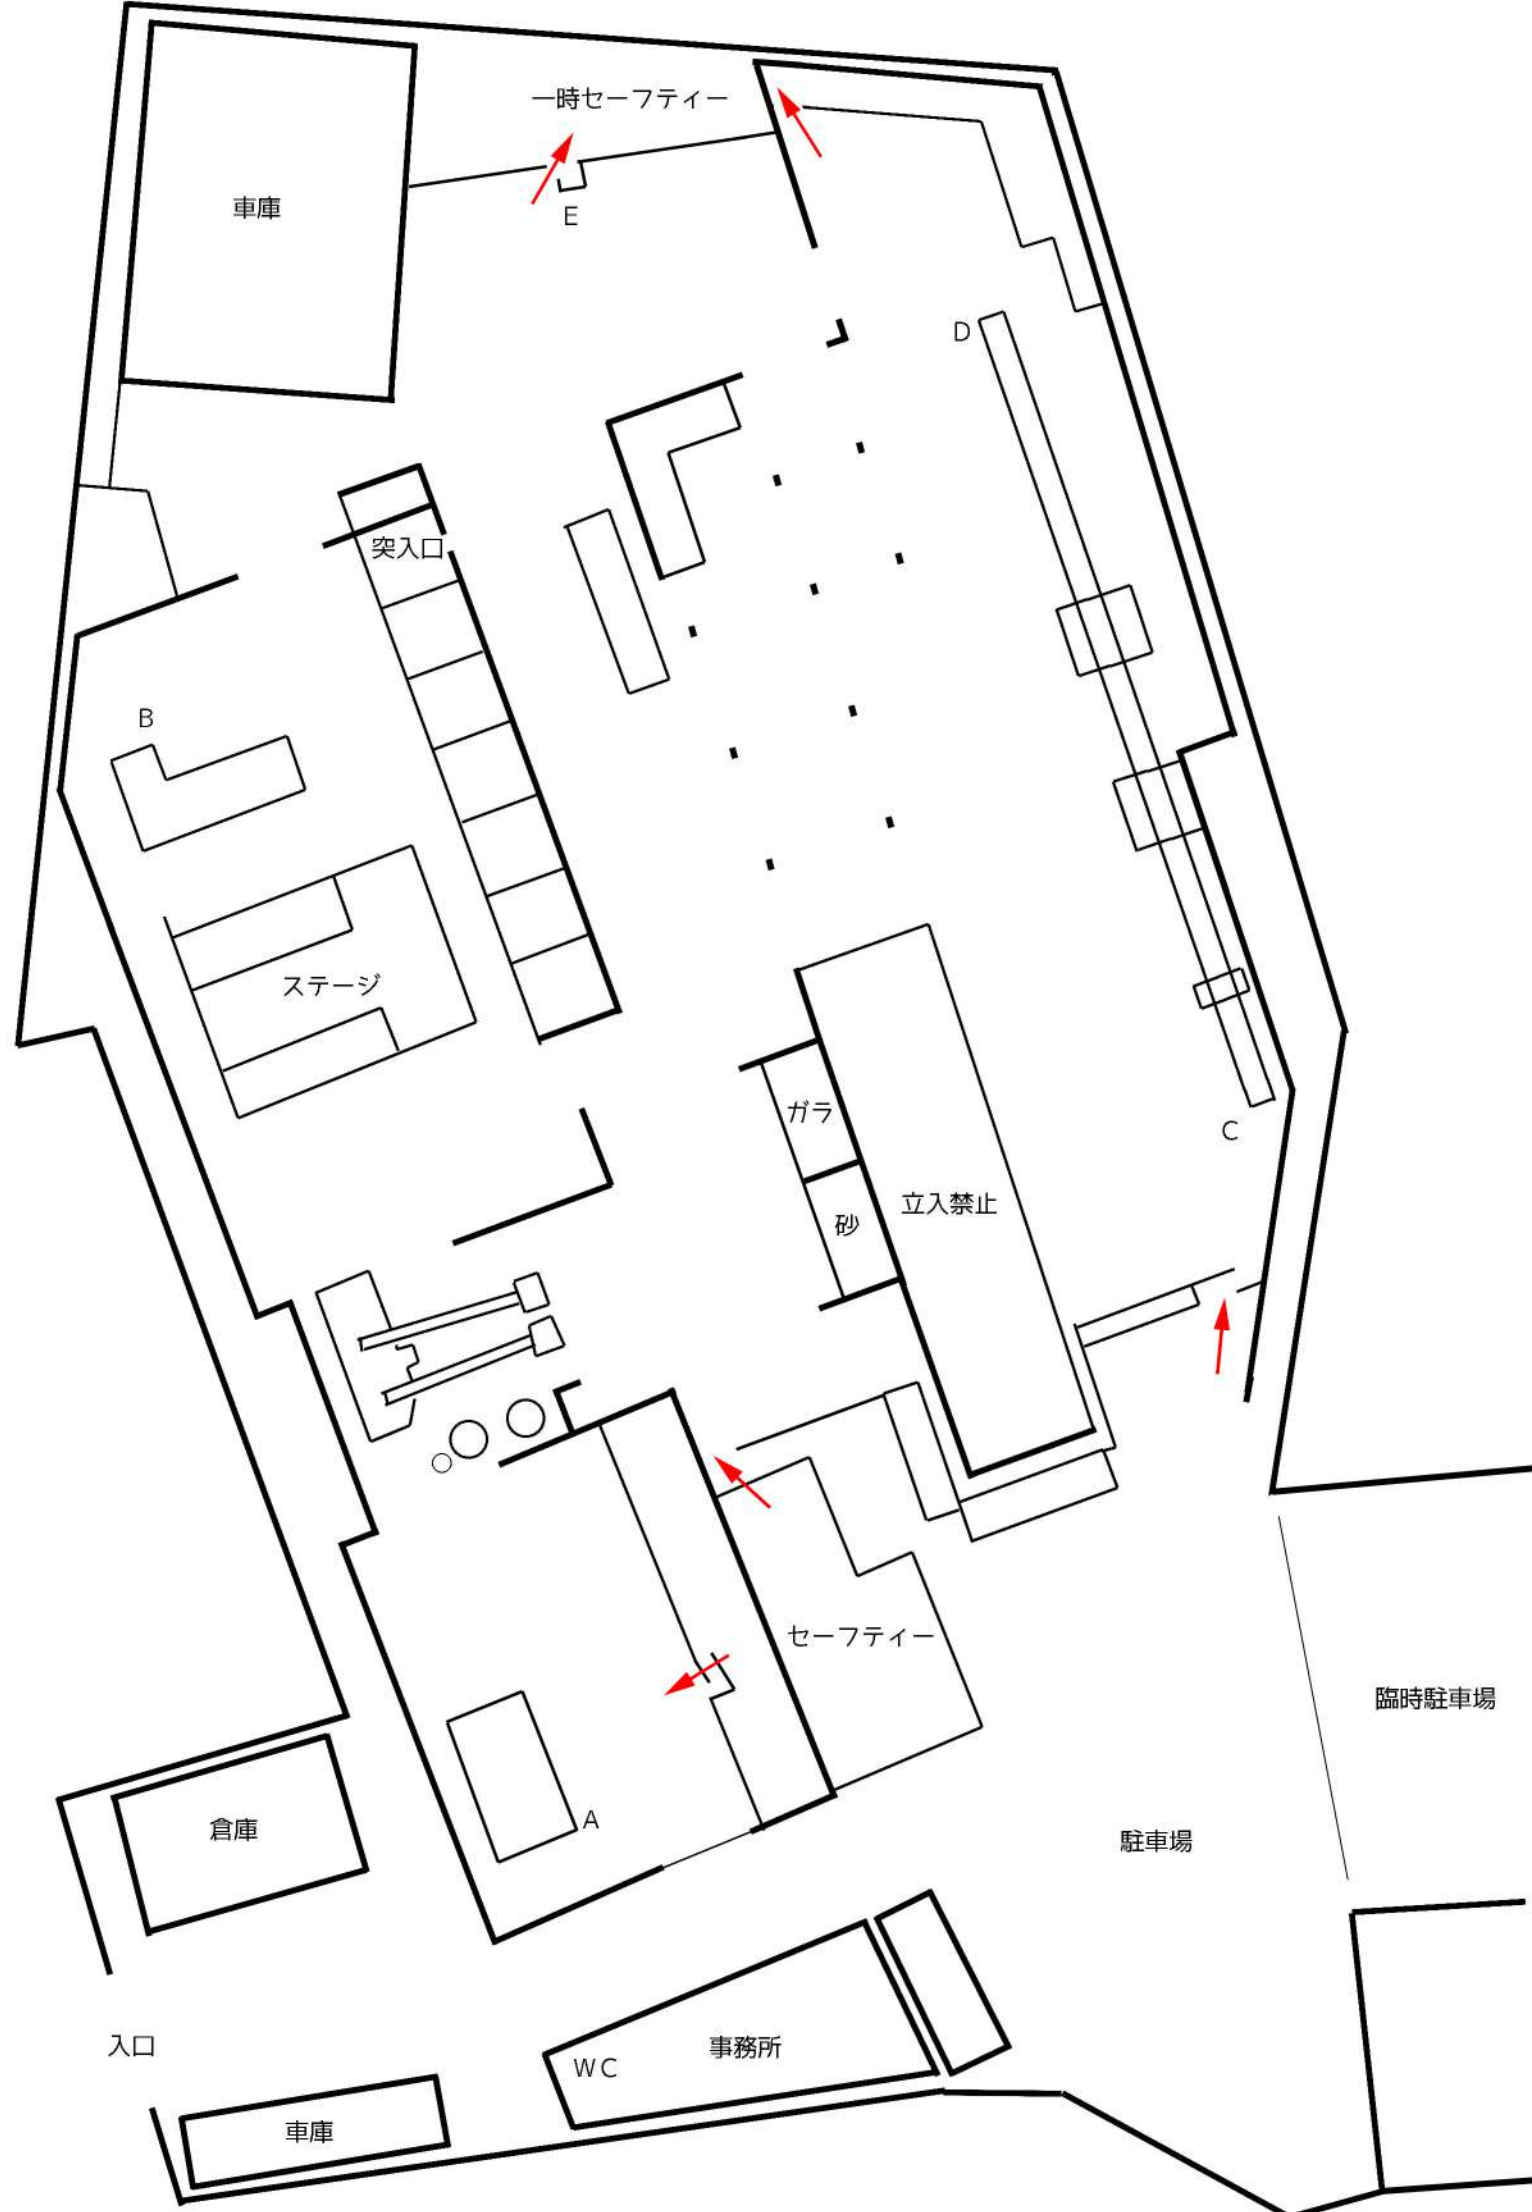 一時セーフティー
車庫
E
D
突入口
B
ステージ
ガラ
C
立入禁止
砂
セーフティー
臨時駐車場
A
倉庫
駐車場
入口
事務所
WC
車庫